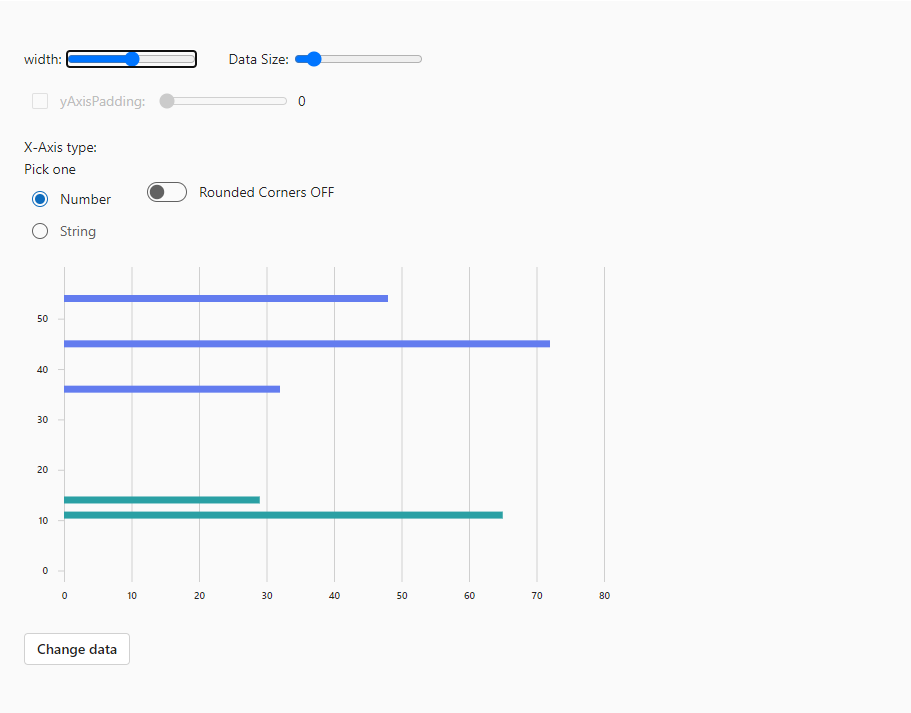 width: Data Size:
yAxisPadding: 0
X-Axis type:
Pick one
Number Rounded Corners OFF
String
50
40
30
20
10
0
0 10 20 30 40 50 60 70 80
Change data